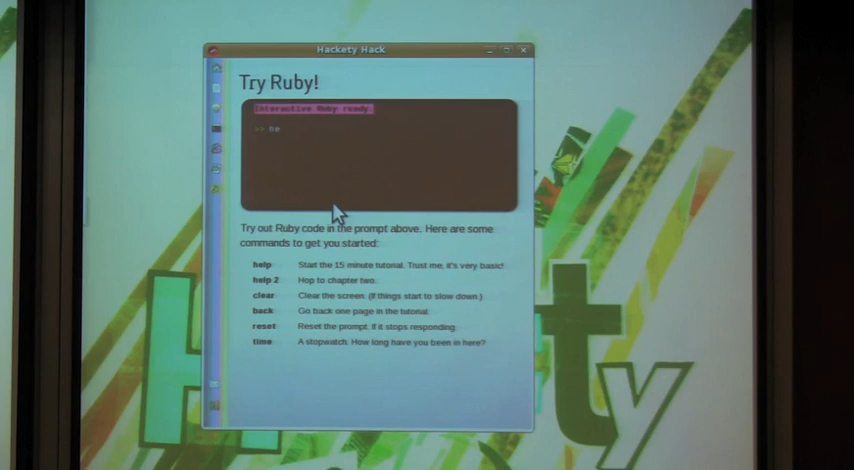 Hackety Hack
Try Ruby!
Interactive Ruby ready.
>> he
Try out Ruby code in the prompt above. Here are some
commands to get you started:
help Start the 15 minute tutorial. Trust me, it's very basic!
help 2 Hop to chapter two.
clear Clear the screen. (If things start to slow down.)
back Go back one page in the tutorial.
reset Reset the prompt. If it stops responding.
time A stopwatch. How long have you been in here?